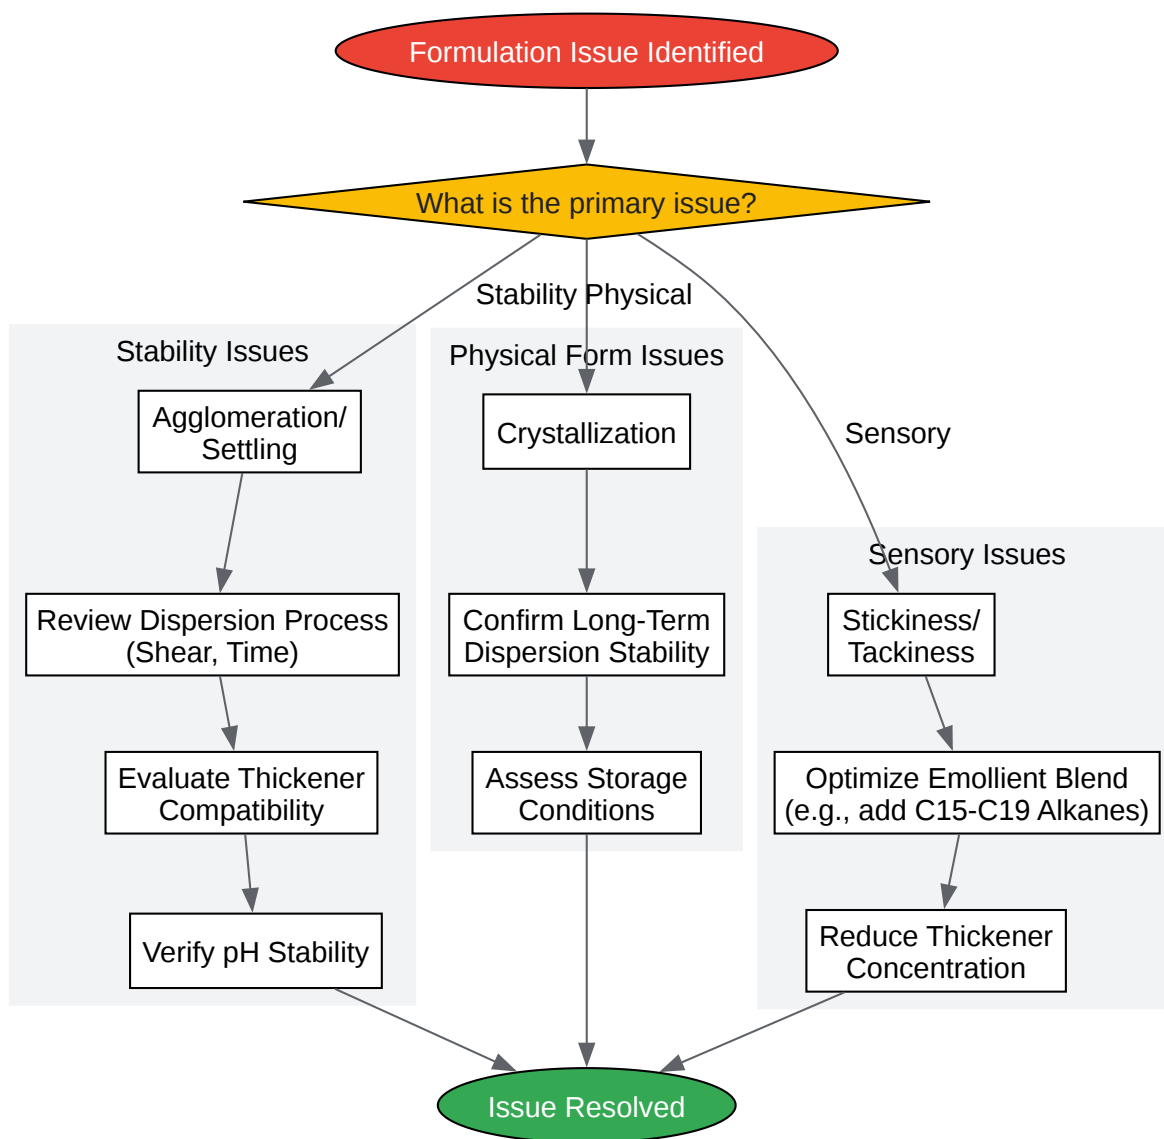 Formulation Issue Identified
What is the primary issue?
Stability
Physical
Sensory
Stability Issues
Agglomeration/
Settling
Review Dispersion Process
(Shear, Time)
Evaluate Thickener
Compatibility
Verify pH Stability
Physical Form Issues
Crystallization
Confirm Long-Term
Dispersion Stability
Assess Storage
Conditions
Sensory Issues
Stickiness/
Tackiness
Optimize Emollient Blend
(e.g., add C15-C19 Alkanes)
Reduce Thickener
Concentration
Issue Resolved